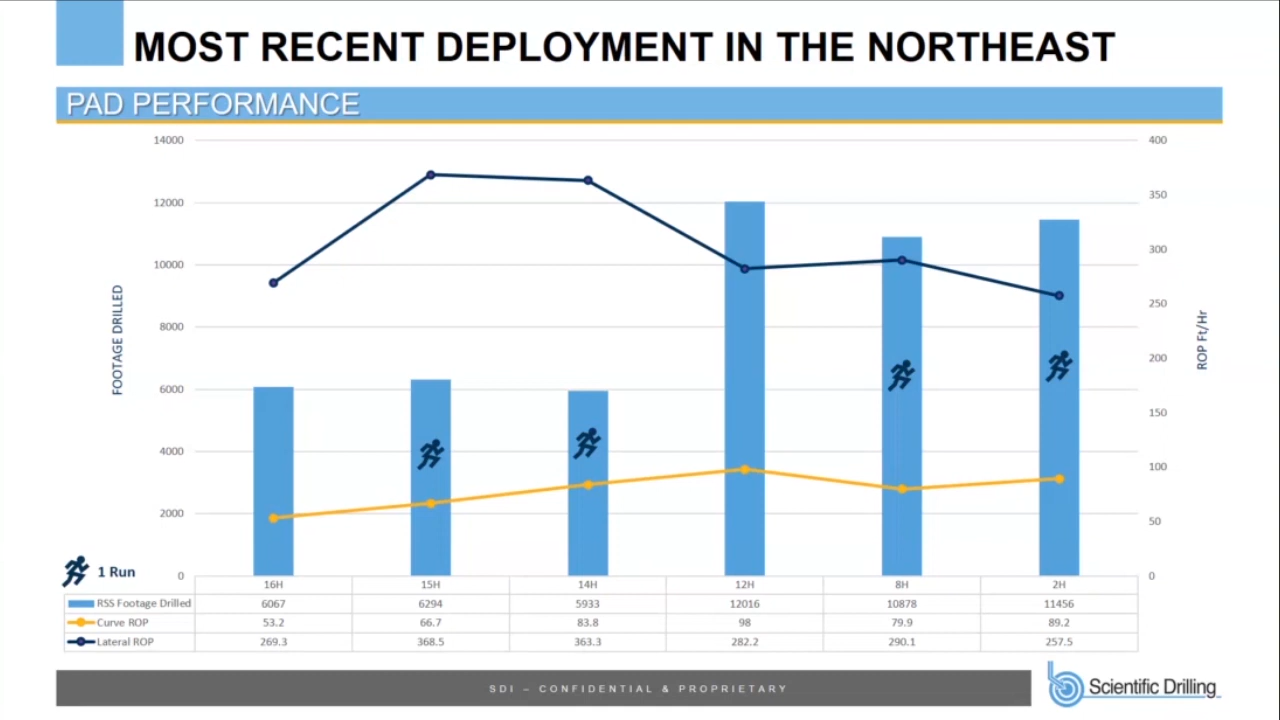 MOST RECENT DEPLOYMENT IN THE NORTHEAST
PAD PERFORMANCE
14000
12000
10000
8000
6000
4000
2000
0
FOOTAGE DRILLED
400
350
300
250
200
150
100
50
0
ROP Ft/Hr
1 Run
16H 15H 14H 12H 8H 2H
RSS Footage Drilled 6067 6294 5933 12016 10878 11456
Curve ROP 53.2 66.7 83.8 98 79.9 89.2
Lateral ROP 269.3 368.5 363.3 282.2 290.1 257.5
SDI – CONFIDENTIAL & PROPRIETARY
Scientific Drilling